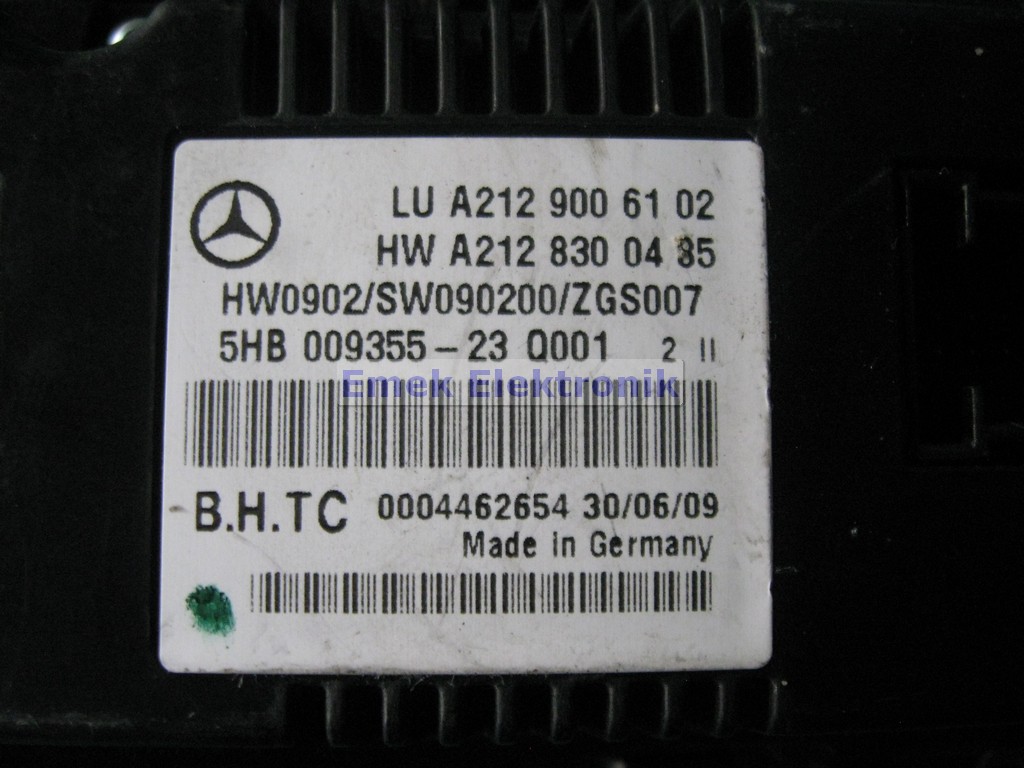 LU A212 900 61 02
HW A212 830 04 85
HW0902/SW090200/ZGS007
5HB 009355-23 Q001 2 II
Emek Elektronik
B.H.TC 0004462654 30/06/09
Made in Germany